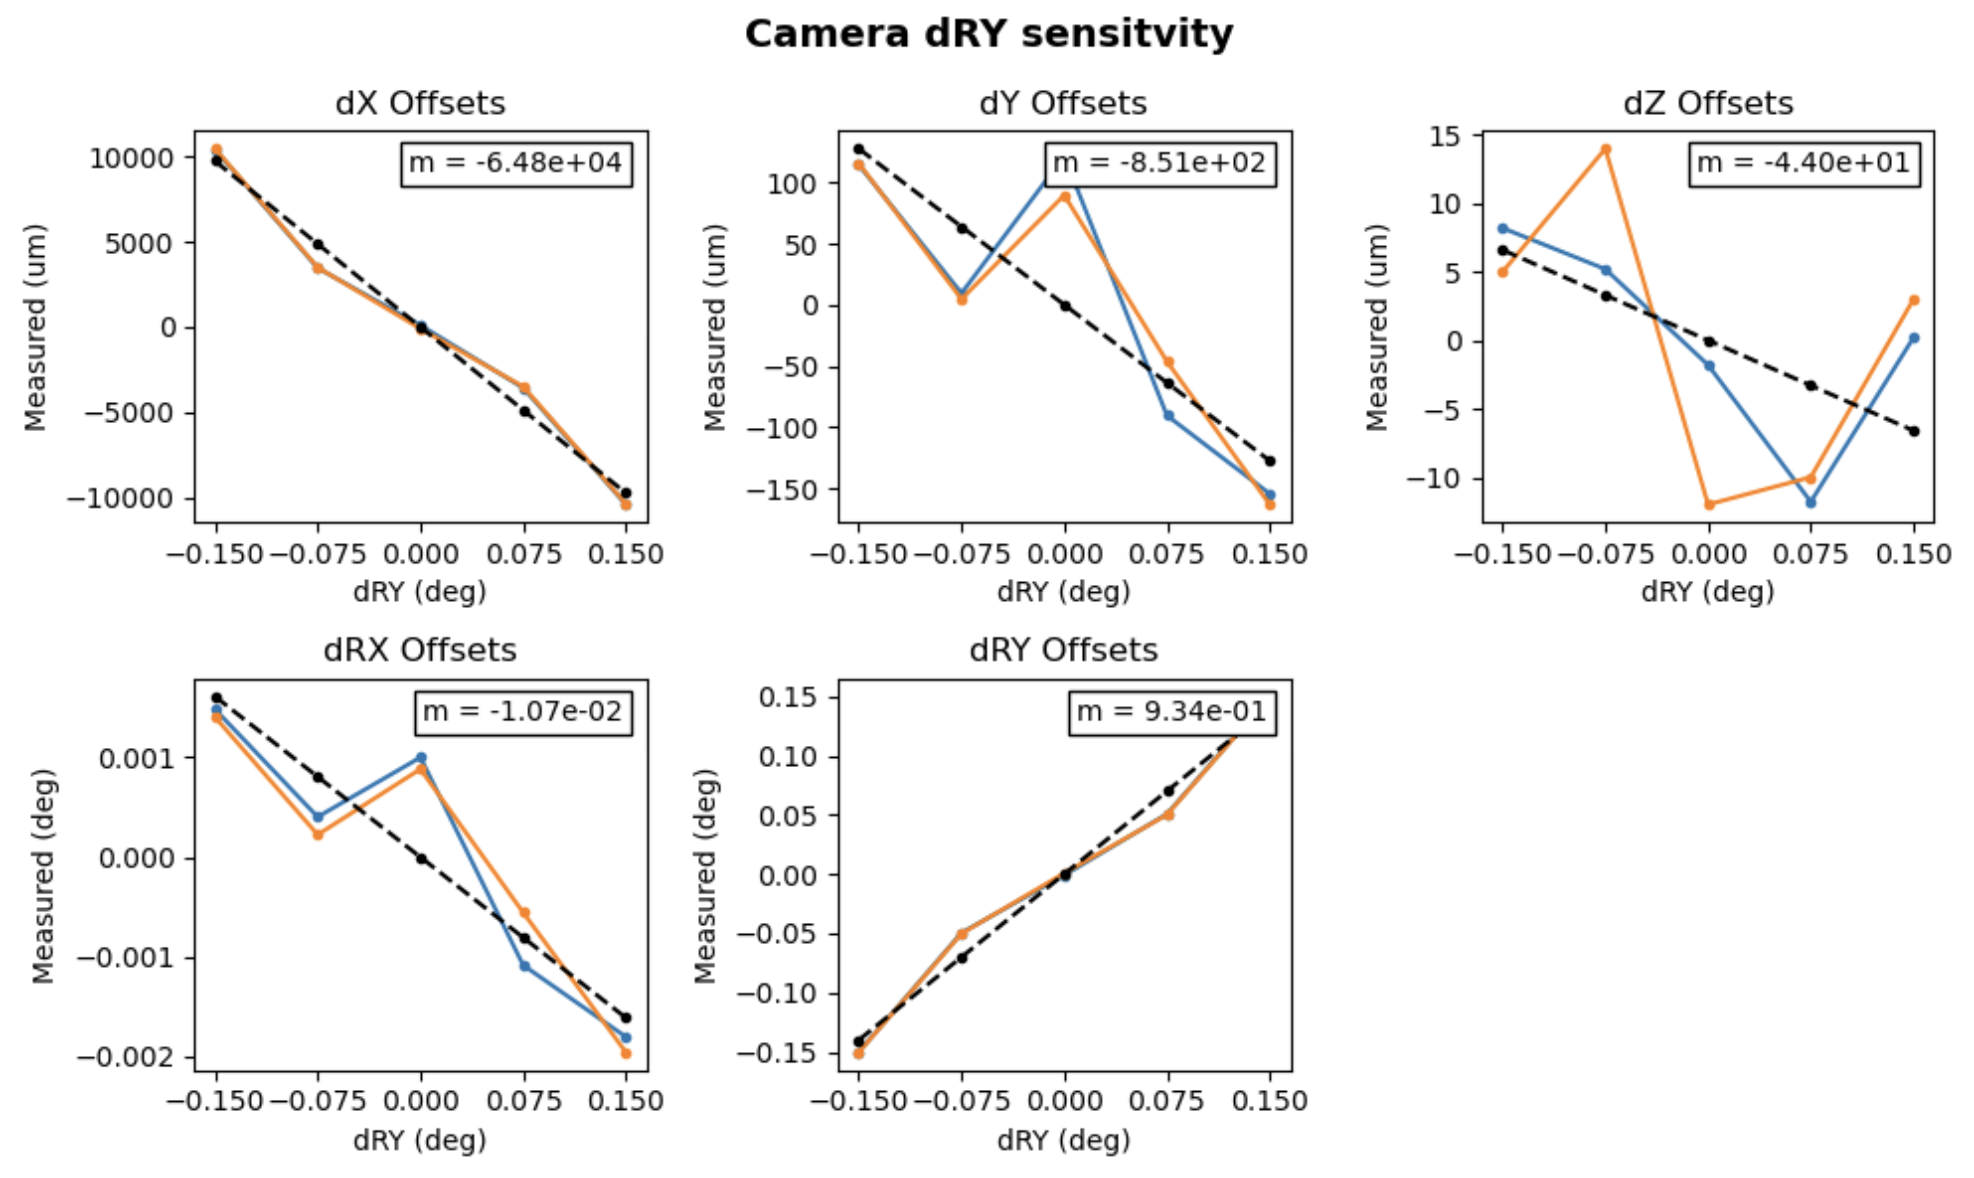 Camera dRY sensitvity
dX Offsets
m = -6.48e+04
Measured (um)
10000
5000
0
−5000
−10000
−0.150 −0.075 0.000 0.075 0.150
dRY (deg)
dY Offsets
m = -8.51e+02
Measured (um)
100
50
0
−50
−100
−150
−0.150 −0.075 0.000 0.075 0.150
dRY (deg)
dZ Offsets
m = -4.40e+01
Measured (um)
15
10
5
0
−5
−10
−0.150 −0.075 0.000 0.075 0.150
dRY (deg)
dRX Offsets
m = -1.07e-02
Measured (deg)
0.001
0.000
−0.001
−0.002
−0.150 −0.075 0.000 0.075 0.150
dRY (deg)
dRY Offsets
m = 9.34e-01
Measured (deg)
0.15
0.10
0.05
0.00
−0.05
−0.10
−0.15
−0.150 −0.075 0.000 0.075 0.150
dRY (deg)